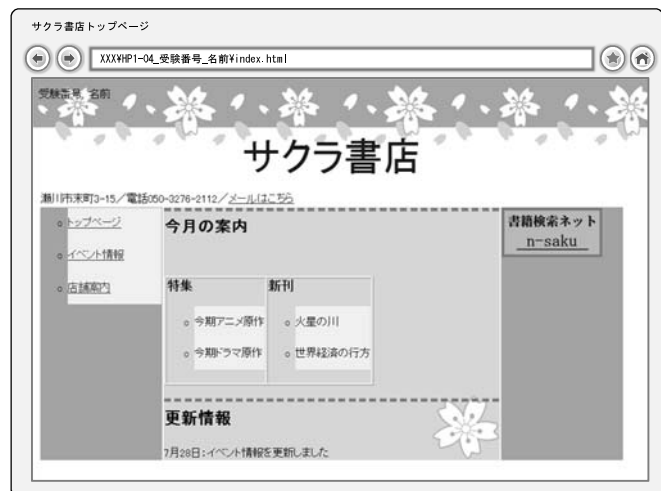 サクラ書店トップページ
XXX¥HP1-04_受験番号_名前¥index.html
受験番号 名前
サクラ書店
瀬川市末町3-15／電話050-3276-2112／メールはこちら
トップページ
イベント情報
店舗案内
今月の案内
特集 新刊
今期アニメ原作 火星の川
今期ドラマ原作 世界経済の行方
更新情報
7月28日：イベント情報を更新しました
書籍検索ネット
n-saku